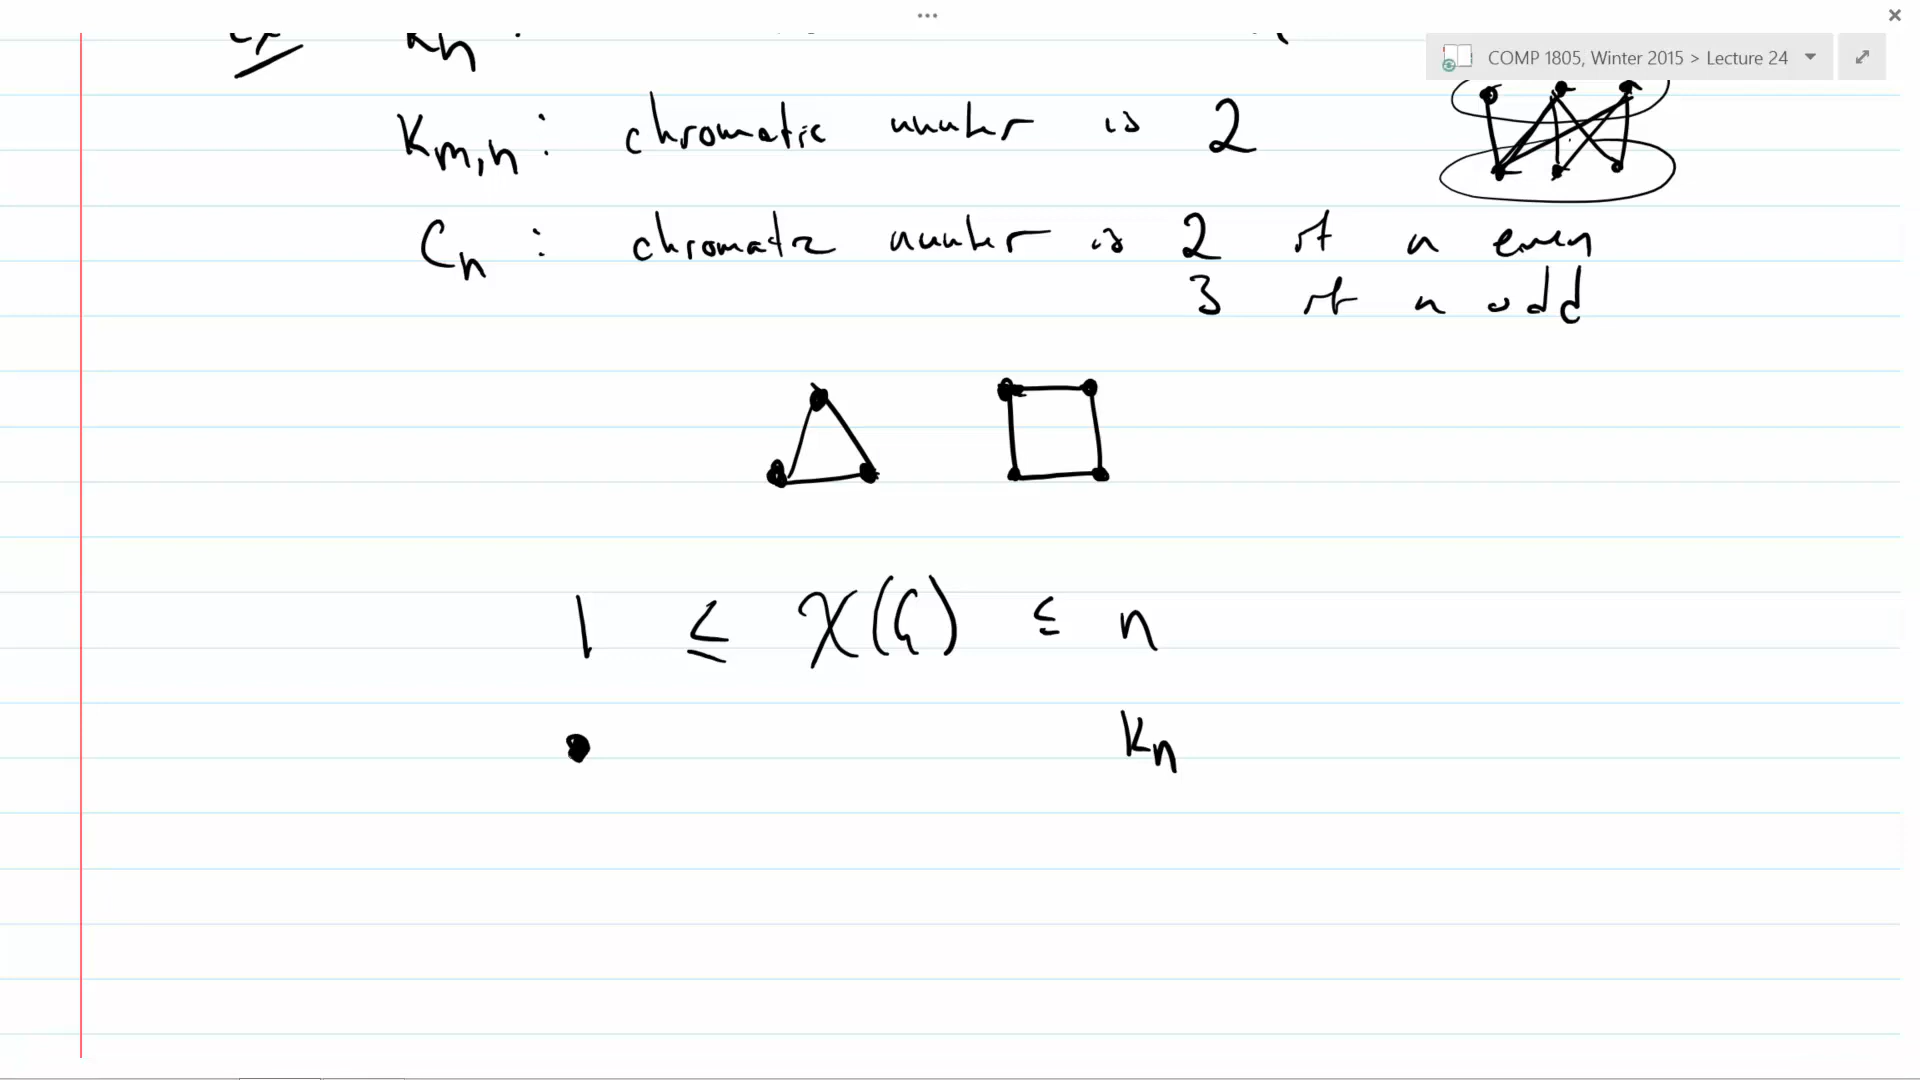 COMP 1805, Winter 2015 > Lecture 24
Kn :
Km,n : chromatic number is 2
Cn : chromatic number is 2 if n even
3 if n odd
1 ≤ χ(G) ≤ n
Kn